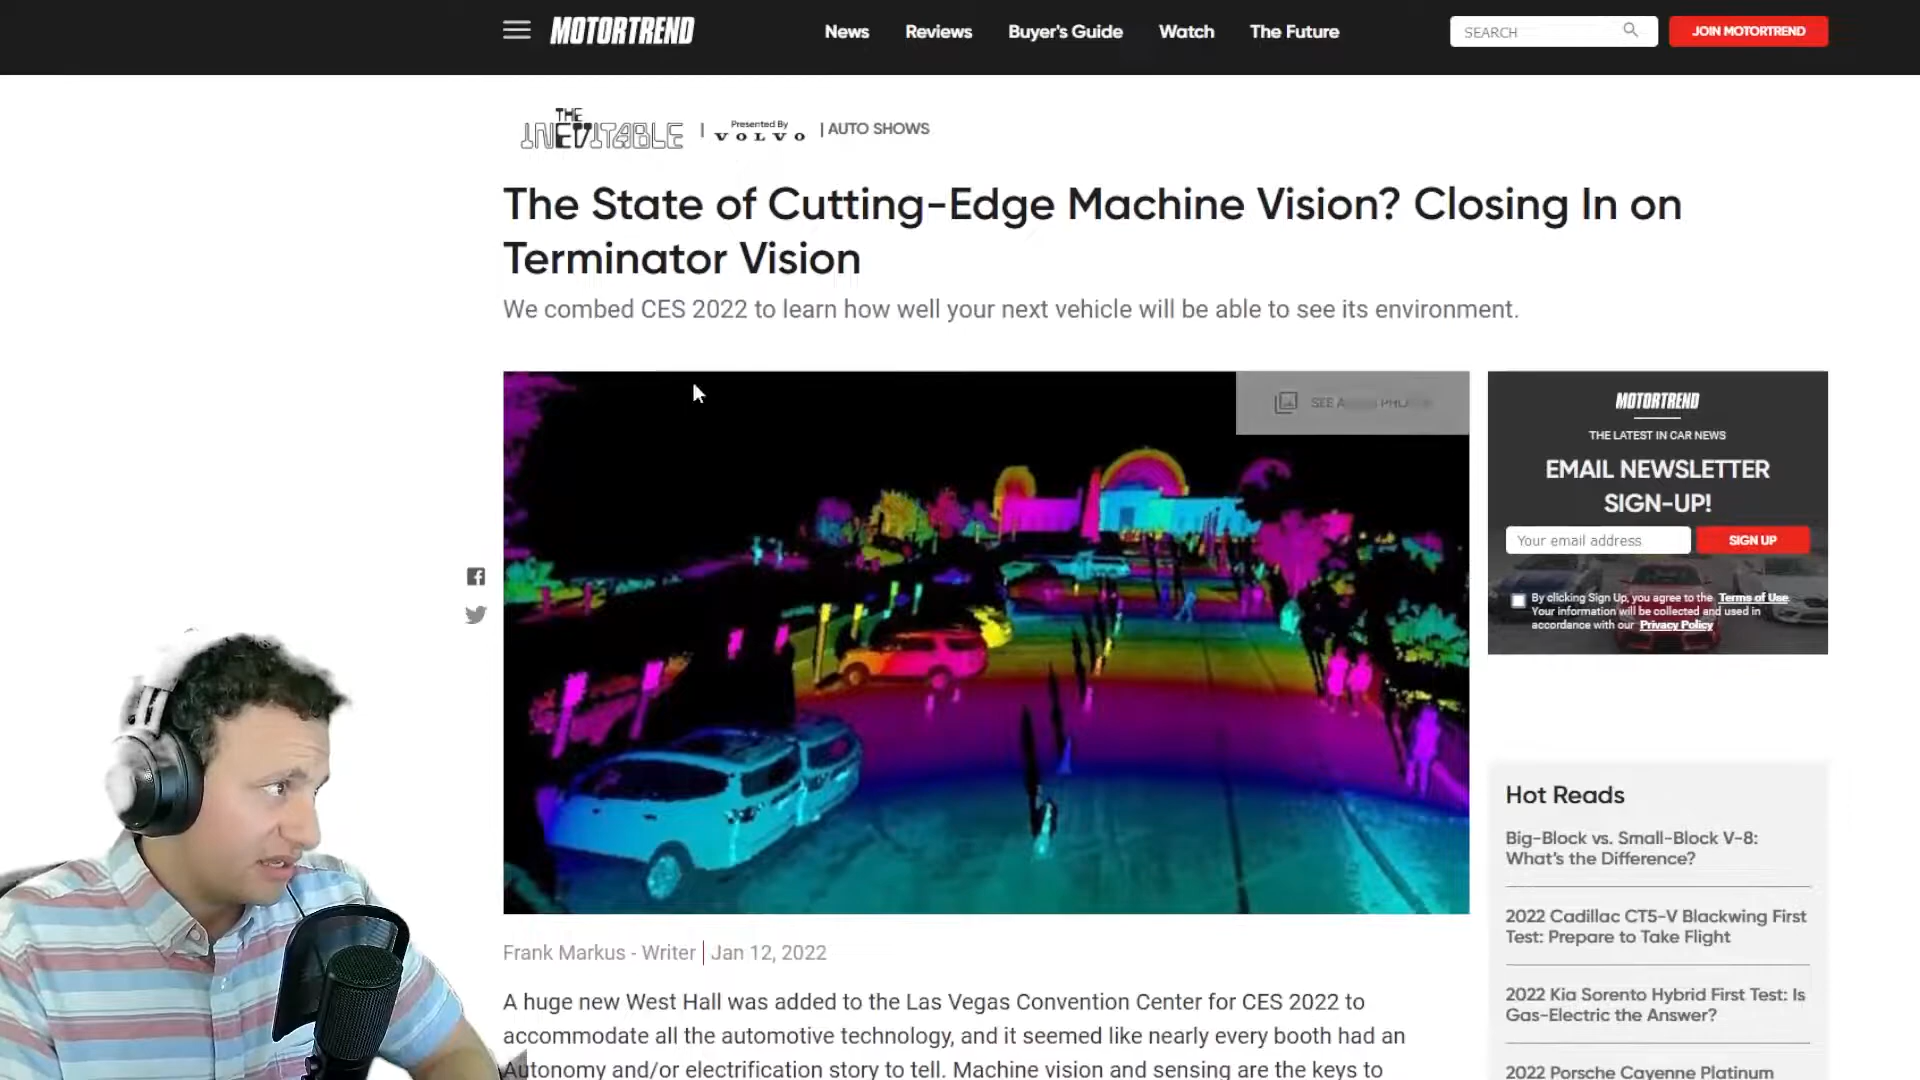 MOTORTREND
News
Reviews
Buyer's Guide
Watch
The Future
SEARCH
JOIN MOTORTREND
THE INEVITABLE
| Presented By VOLVO
| AUTO SHOWS
The State of Cutting-Edge Machine Vision? Closing In on
Terminator Vision
We combed CES 2022 to learn how well your next vehicle will be able to see its environment.
SEE
MOTORTREND
THE LATEST IN CAR NEWS
EMAIL NEWSLETTER
SIGN-UP!
Your email address
SIGN UP
By clicking Sign Up, you agree to the Terms of Use.
Your information will be collected and used in
accordance with our Privacy Policy
Frank Markus - Writer | Jan 12, 2022
A huge new West Hall was added to the Las Vegas Convention Center for CES 2022 to
accommodate all the automotive technology, and it seemed like nearly every booth had an
Autonomy and/or electrification story to tell. Machine vision and sensing are the keys to
Hot Reads
Big-Block vs. Small-Block V-8:
What's the Difference?
2022 Cadillac CT5-V Blackwing First
Test: Prepare to Take Flight
2022 Kia Sorento Hybrid First Test: Is
Gas-Electric the Answer?
2022 Porsche Cayenne Platinum